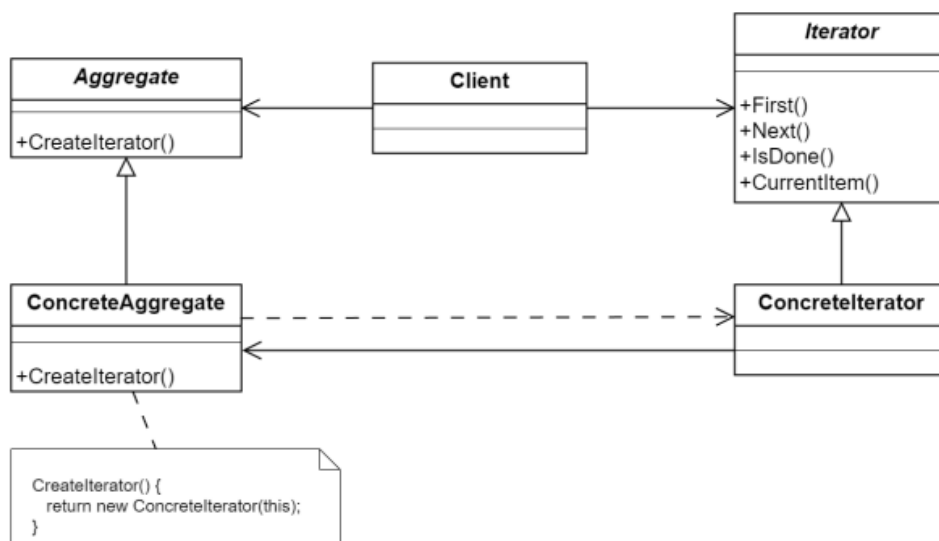 Aggregate
+CreateIterator()
Client
Iterator
+First()
+Next()
+IsDone()
+CurrentItem()
ConcreteAggregate
+CreateIterator()
ConcreteIterator
CreateIterator() {
return new ConcreteIterator(this);
}